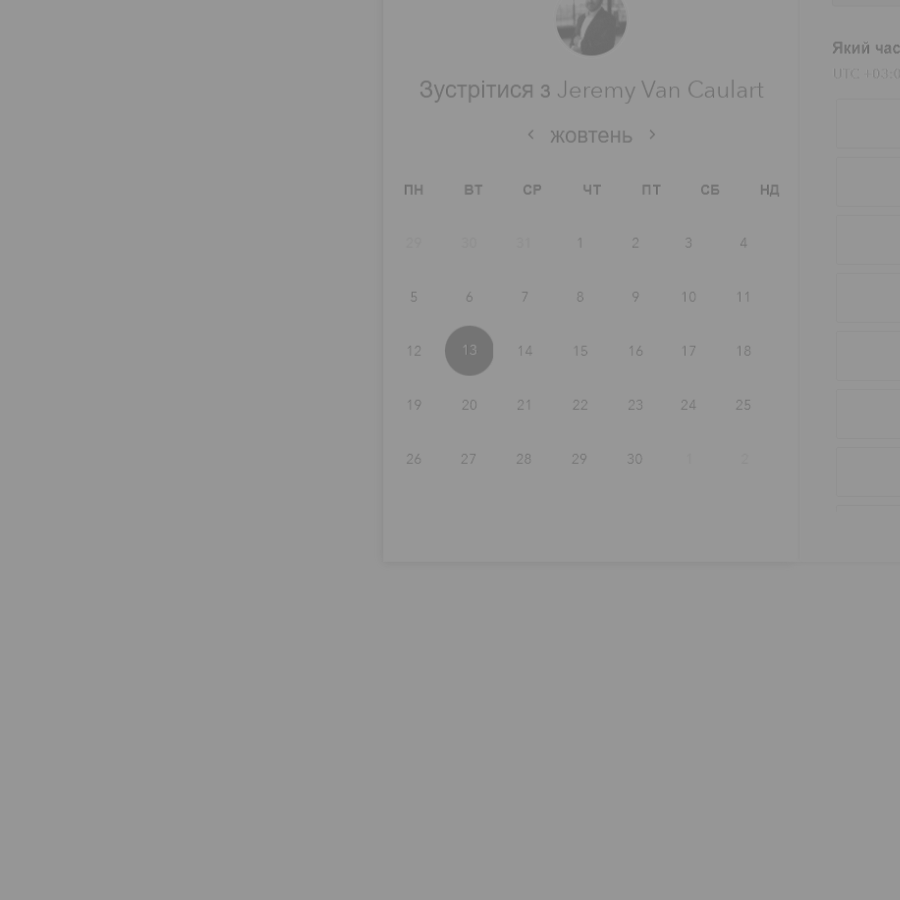 Зустрітися з Jeremy Van Caulart
< жовтень >
ПН ВТ СР ЧТ ПТ СБ НД
29 30 31 1 2 3 4
5 6 7 8 9 10 11
12 13 14 15 16 17 18
19 20 21 22 23 24 25
26 27 28 29 30 1 2
Який час
UTC +03:0